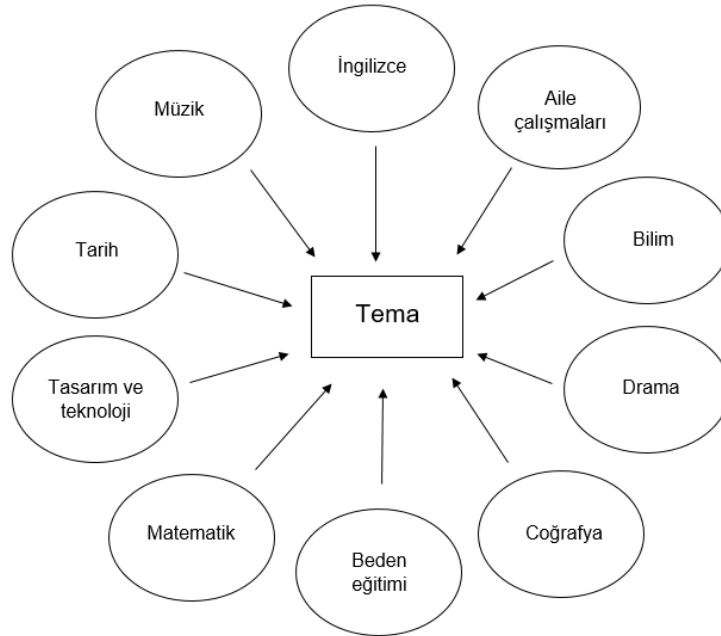 İngilizce
Müzik
Aile
çalışmaları
Tarih
Bilim
Tema
Tasarım ve
teknoloji
Drama
Matematik
Beden
eğitimi
Coğrafya